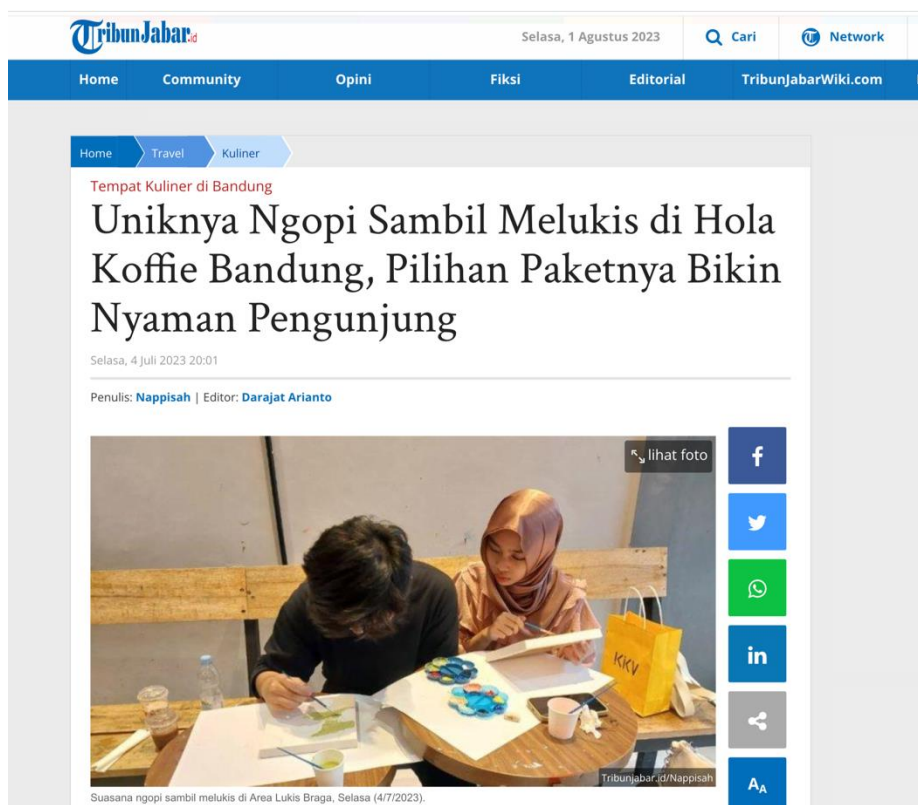 TribunJabar.id
Selasa, 1 Agustus 2023
Cari
Network
Home Community Opini Fiksi Editorial TribunJabarWiki.com
Home Travel Kuliner
Tempat Kuliner di Bandung
Uniknya Ngopi Sambil Melukis di Hola
Koffie Bandung, Pilihan Paketnya Bikin
Nyaman Pengunjung
Selasa, 4 Juli 2023 20:01
Penulis: Nappisah | Editor: Darajat Arianto
lihat foto
KKV
Tribunjabar.id/Nappisah
Suasana ngopi sambil melukis di Area Lukis Braga, Selasa (4/7/2023).
f
in
AA